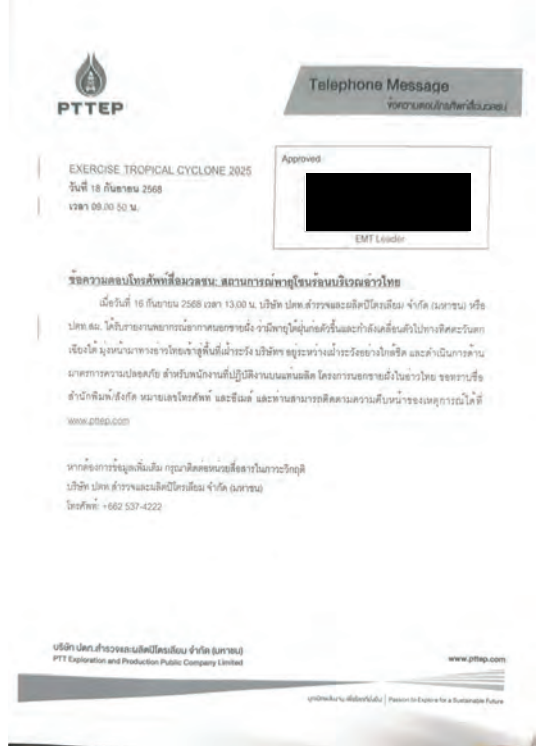 PTTEP
Telephone Message
ข้อความตอบโทรศัพท์สื่อมวลชน
EXERCISE TROPICAL CYCLONE 2025
วันที่ 18 กันยายน 2568
เวลา 09.00-50 น.
Approved
EMT Leader
ข้อความตอบโทรศัพท์สื่อมวลชน: สถานการณ์พายุโซนร้อนบริเวณอ่าวไทย
เมื่อวันที่ 16 กันยายน 2568 เวลา 13.00 น. บริษัท ปตท.สำรวจและผลิตปิโตรเลียม จำกัด (มหาชน) หรือ
ปตท.สผ. ได้รับรายงานพยากรณ์อากาศนอกชายฝั่ง ว่ามีพายุไต้ฝุ่นก่อตัวขึ้นและกำลังเคลื่อนตัวไปทางทิศตะวันตก
เฉียงใต้ มุ่งหน้ามาทางอ่าวไทยเข้าสู่พื้นที่เฝ้าระวัง บริษัทฯ อยู่ระหว่างเฝ้าระวังอย่างใกล้ชิด และดำเนินการด้าน
มาตรการความปลอดภัย สำหรับพนักงานที่ปฏิบัติงานบนแท่นผลิต โครงการนอกชายฝั่งในอ่าวไทย ขอทราบชื่อ
สำนักพิมพ์/สังกัด หมายเลขโทรศัพท์ และอีเมล์ และท่านสามารถติดตามความคืบหน้าของเหตุการณ์ได้ที่
www.pttep.com
หากต้องการข้อมูลเพิ่มเติม กรุณาติดต่อหน่วยสื่อสารในภาวะวิกฤติ
บริษัท ปตท.สำรวจและผลิตปิโตรเลียม จำกัด (มหาชน)
โทรศัพท์: +662 537-4222
บริษัท ปตท.สำรวจและผลิตปิโตรเลียม จำกัด (มหาชน)
PTT Exploration and Production Public Company Limited
www.pttep.com
มุ่งมั่นพลังงาน เพื่อโลกที่ยั่งยืน | Passion to Explore for a Sustainable Future